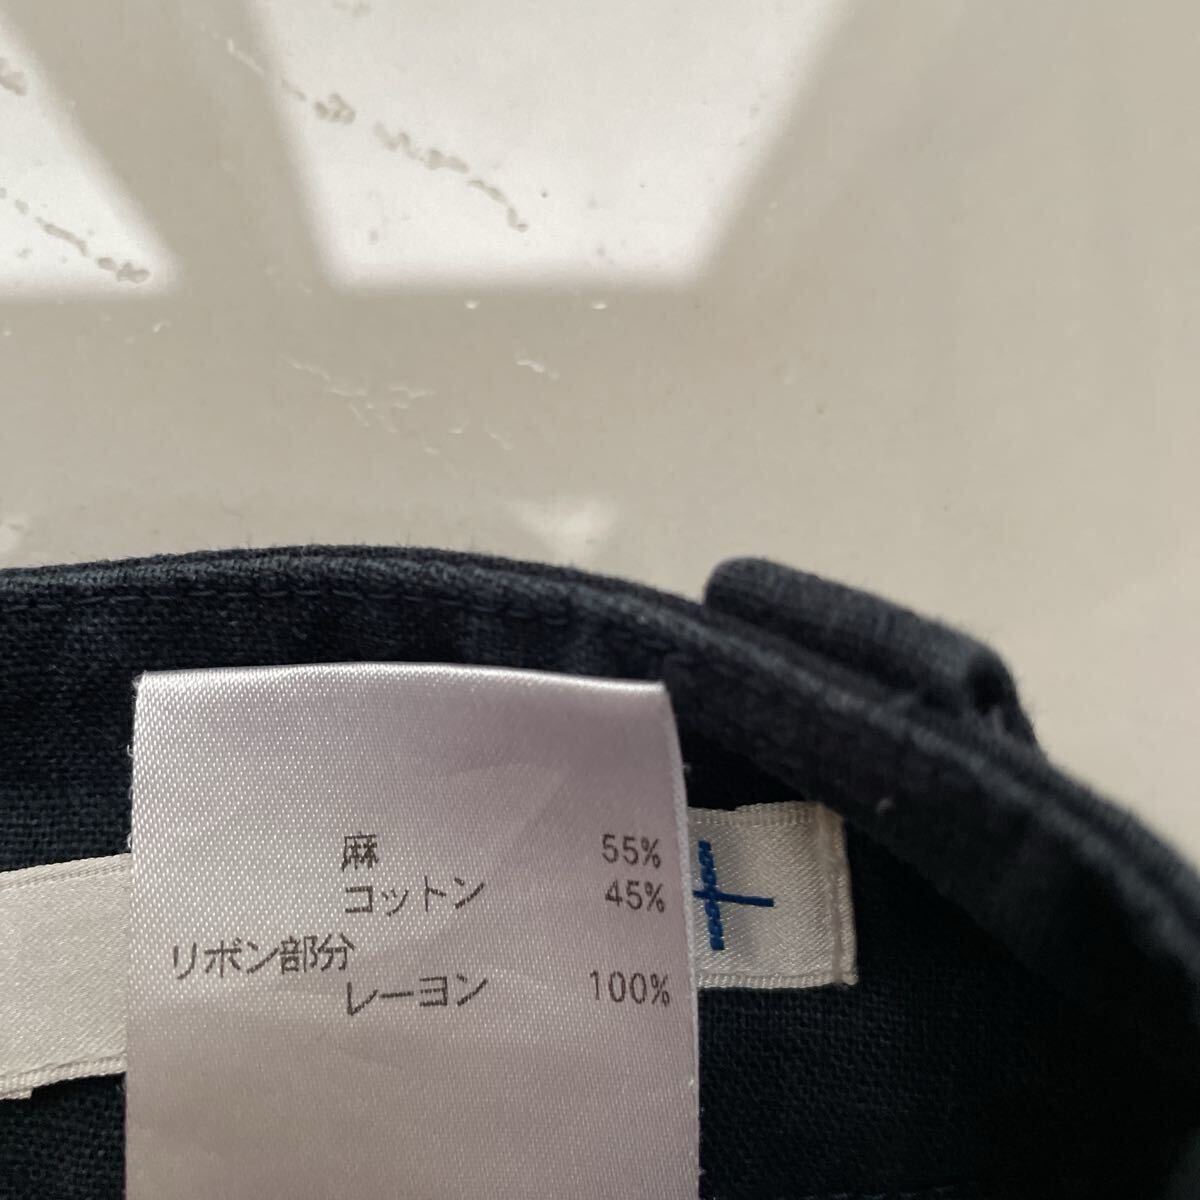 麻 55%
コットン 45%
リボン部分
レーヨン 100%